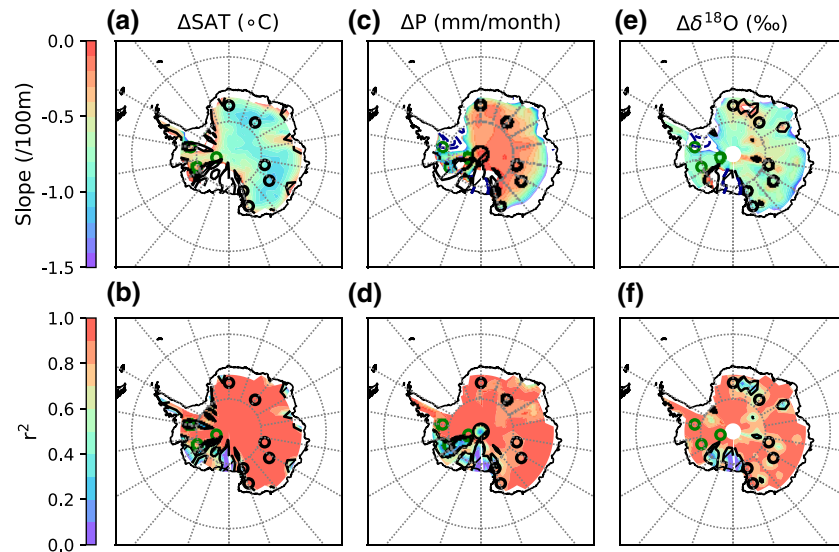 (a) ΔSAT (∘C) (c) ΔP (mm/month) (e) Δδ¹⁸O (‰)
0.0
-0.5
-1.0
-1.5
Slope (/100m)
(b) (d) (f)
1.0
0.8
0.6
0.4
0.2
0.0
r²